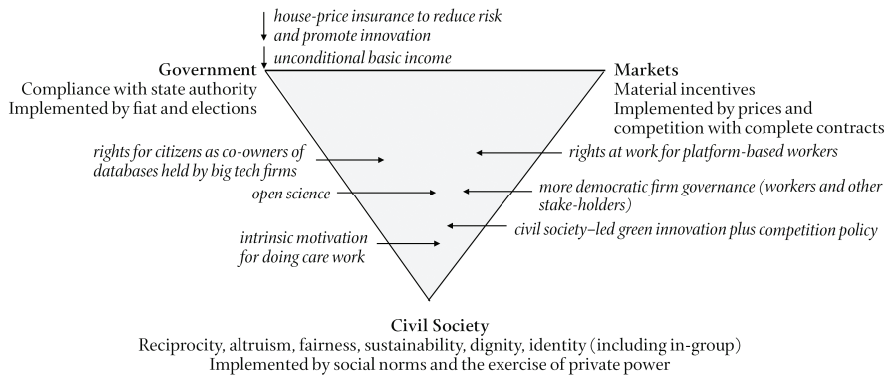 house-price insurance to reduce risk
and promote innovation
unconditional basic income
Government
Compliance with state authority
Implemented by fiat and elections
Markets
Material incentives
Implemented by prices and
competition with complete contracts
rights for citizens as co-owners of
databases held by big tech firms
rights at work for platform-based workers
open science
more democratic firm governance (workers and other
stake-holders)
civil society–led green innovation plus competition policy
intrinsic motivation
for doing care work
Civil Society
Reciprocity, altruism, fairness, sustainability, dignity, identity (including in-group)
Implemented by social norms and the exercise of private power